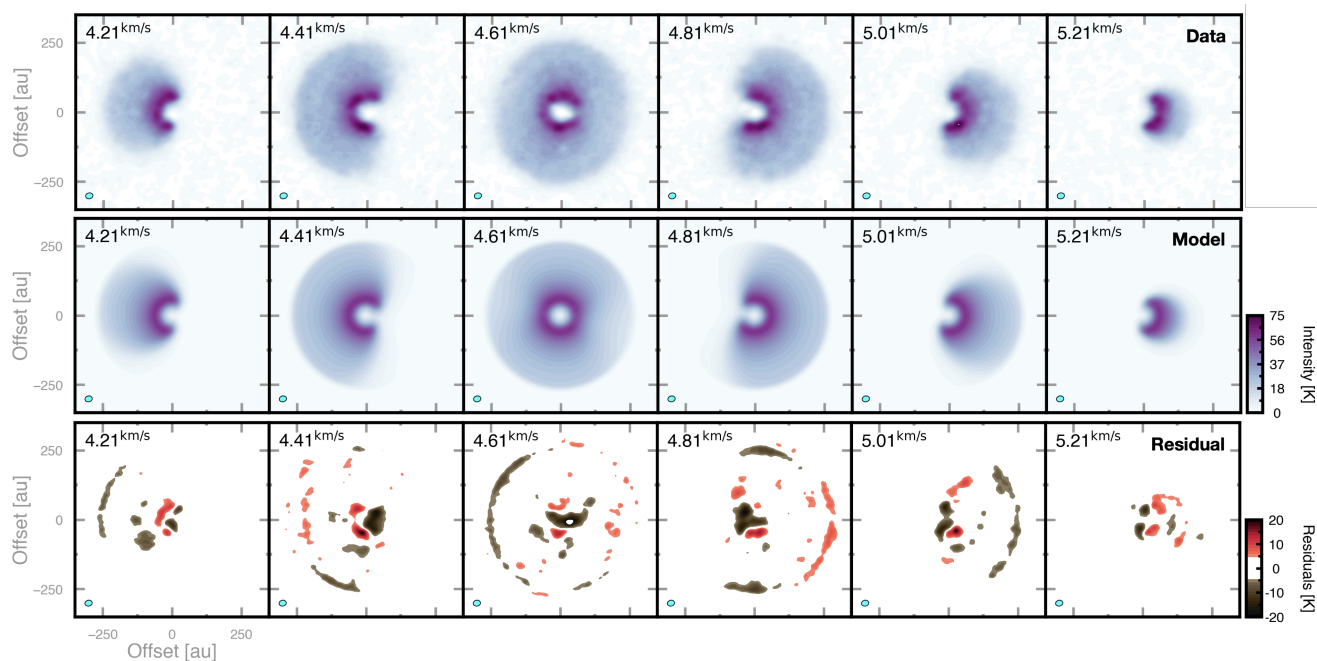 4.21km/s 4.41km/s 4.61km/s 4.81km/s 5.01km/s 5.21km/s
Data
250
0
−250
Offset [au]
4.21km/s 4.41km/s 4.61km/s 4.81km/s 5.01km/s 5.21km/s
Model
250
0
−250
Offset [au]
75
56
37
18
0
Intensity [K]
4.21km/s 4.41km/s 4.61km/s 4.81km/s 5.01km/s 5.21km/s
Residual
250
0
−250
Offset [au]
20
10
0
-10
-20
Residuals [K]
−250 0 250
Offset [au]